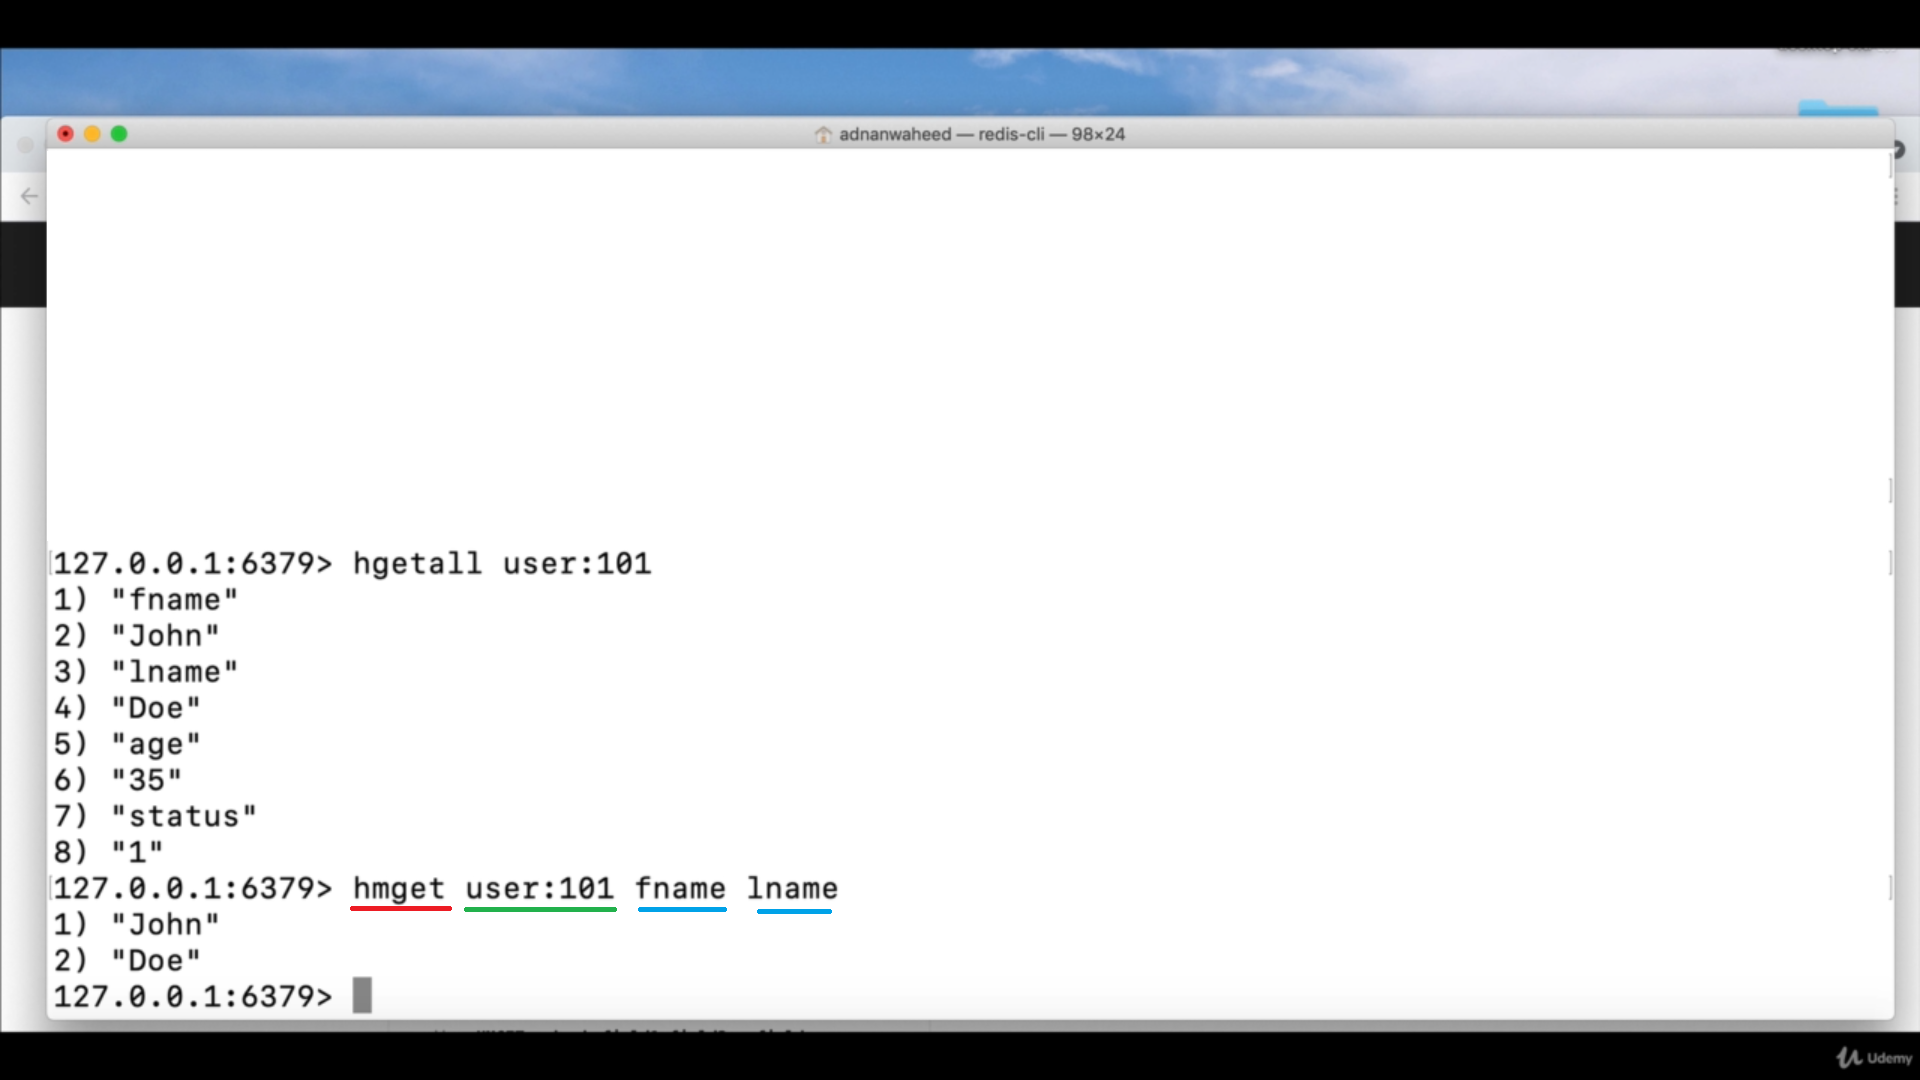 adnanwaheed — redis-cli — 98×24
127.0.0.1:6379> hgetall user:101
1) "fname"
2) "John"
3) "lname"
4) "Doe"
5) "age"
6) "35"
7) "status"
8) "1"
127.0.0.1:6379> hmget user:101 fname lname
1) "John"
2) "Doe"
127.0.0.1:6379>
Udemy